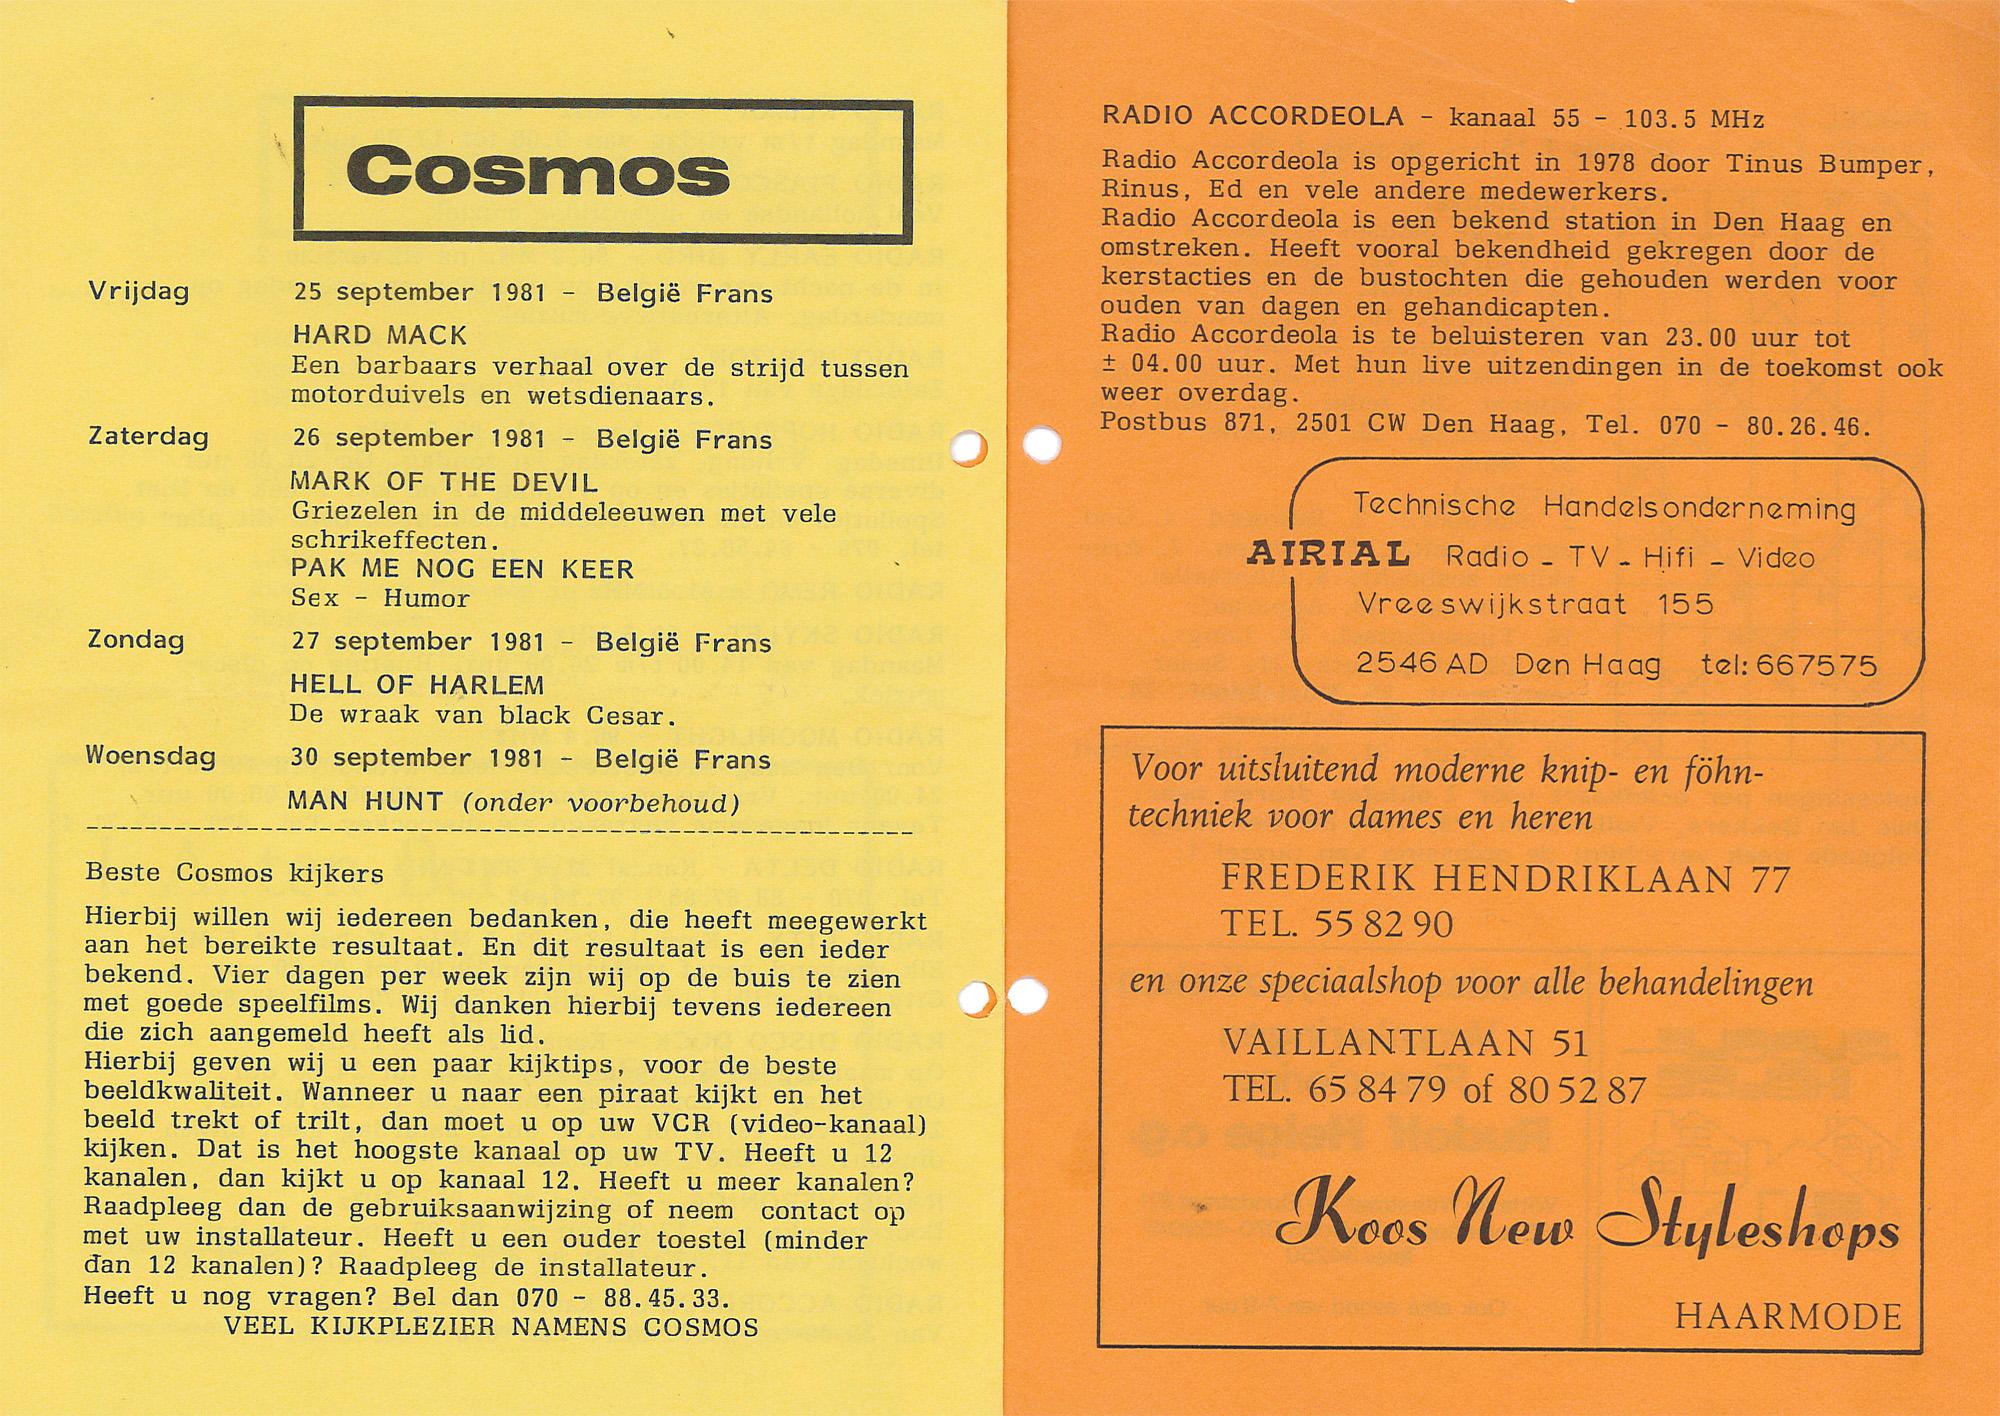 Cosmos
Vrijdag 25 september 1981 - België Frans
HARD MACK
Een barbaars verhaal over de strijd tussen
motorduivels en wetsdienaars.
Zaterdag 26 september 1981 - België Frans
MARK OF THE DEVIL
Griezelen in de middeleeuwen met vele
schrikeffecten.
PAK ME NOG EEN KEER
Sex - Humor
Zondag 27 september 1981 - België Frans
HELL OF HARLEM
De wraak van black Cesar.
Woensdag 30 september 1981 - België Frans
MAN HUNT (onder voorbehoud)
Beste Cosmos kijkers
Hierbij willen wij iedereen bedanken, die heeft meegewerkt
aan het bereikte resultaat. En dit resultaat is een ieder
bekend. Vier dagen per week zijn wij op de buis te zien
met goede speelfilms. Wij danken hierbij tevens iedereen
die zich aangemeld heeft als lid.
Hierbij geven wij u een paar kijktips, voor de beste
beeldkwaliteit. Wanneer u naar een piraat kijkt en het
beeld trekt of trilt, dan moet u op uw VCR (video-kanaal)
kijken. Dat is het hoogste kanaal op uw TV. Heeft u 12
kanalen, dan kijkt u op kanaal 12. Heeft u meer kanalen?
Raadpleeg dan de gebruiksaanwijzing of neem contact op
met uw installateur. Heeft u een ouder toestel (minder
dan 12 kanalen)? Raadpleeg de installateur.
Heeft u nog vragen? Bel dan 070 - 88.45.33.
VEEL KIJKPLEZIER NAMENS COSMOS
RADIO ACCORDEOLA - kanaal 55 - 103.5 MHz
Radio Accordeola is opgericht in 1978 door Tinus Bumper,
Rinus, Ed en vele andere medewerkers.
Radio Accordeola is een bekend station in Den Haag en
omstreken. Heeft vooral bekendheid gekregen door de
kerstacties en de bustochten die gehouden werden voor
ouden van dagen en gehandicapten.
Radio Accordeola is te beluisteren van 23.00 uur tot
± 04.00 uur. Met hun live uitzendingen in de toekomst ook
weer overdag.
Postbus 871, 2501 CW Den Haag, Tel. 070 - 80.26.46.
Technische Handelsonderneming
AIRIAL Radio - TV - Hifi - Video
Vreeswijkstraat 155
2546 AD Den Haag tel: 667575
Voor uitsluitend moderne knip- en föhn-
techniek voor dames en heren
FREDERIK HENDRIKLAAN 77
TEL. 55 82 90
en onze speciaalshop voor alle behandelingen
VAILLANTLAAN 51
TEL. 65 84 79 of 80 52 87
Koos New Styleshops
HAARMODE